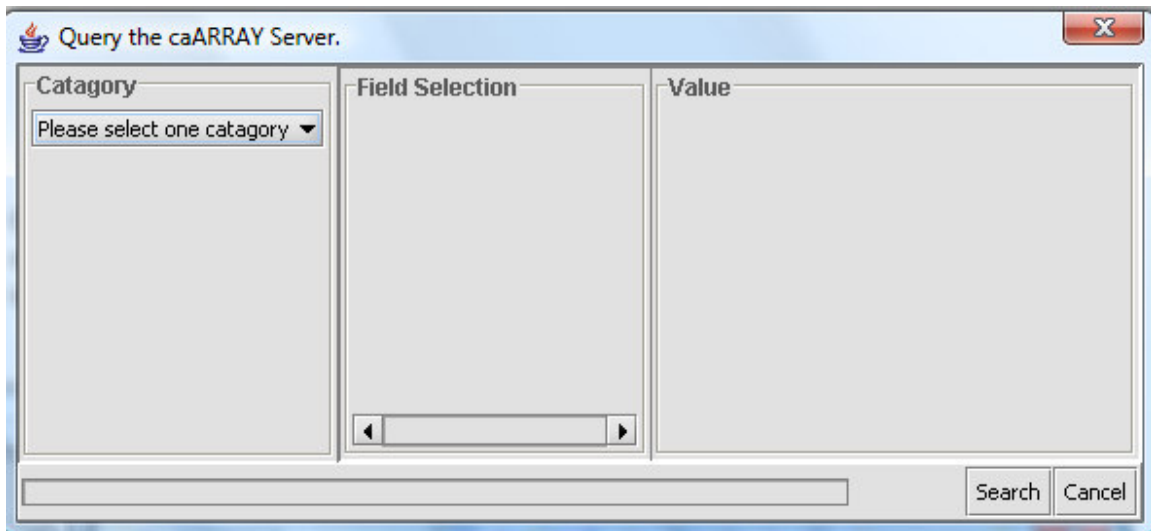 Query the caARRAY Server.
Catagory
Field Selection
Value
Please select one catagory
Search
Cancel